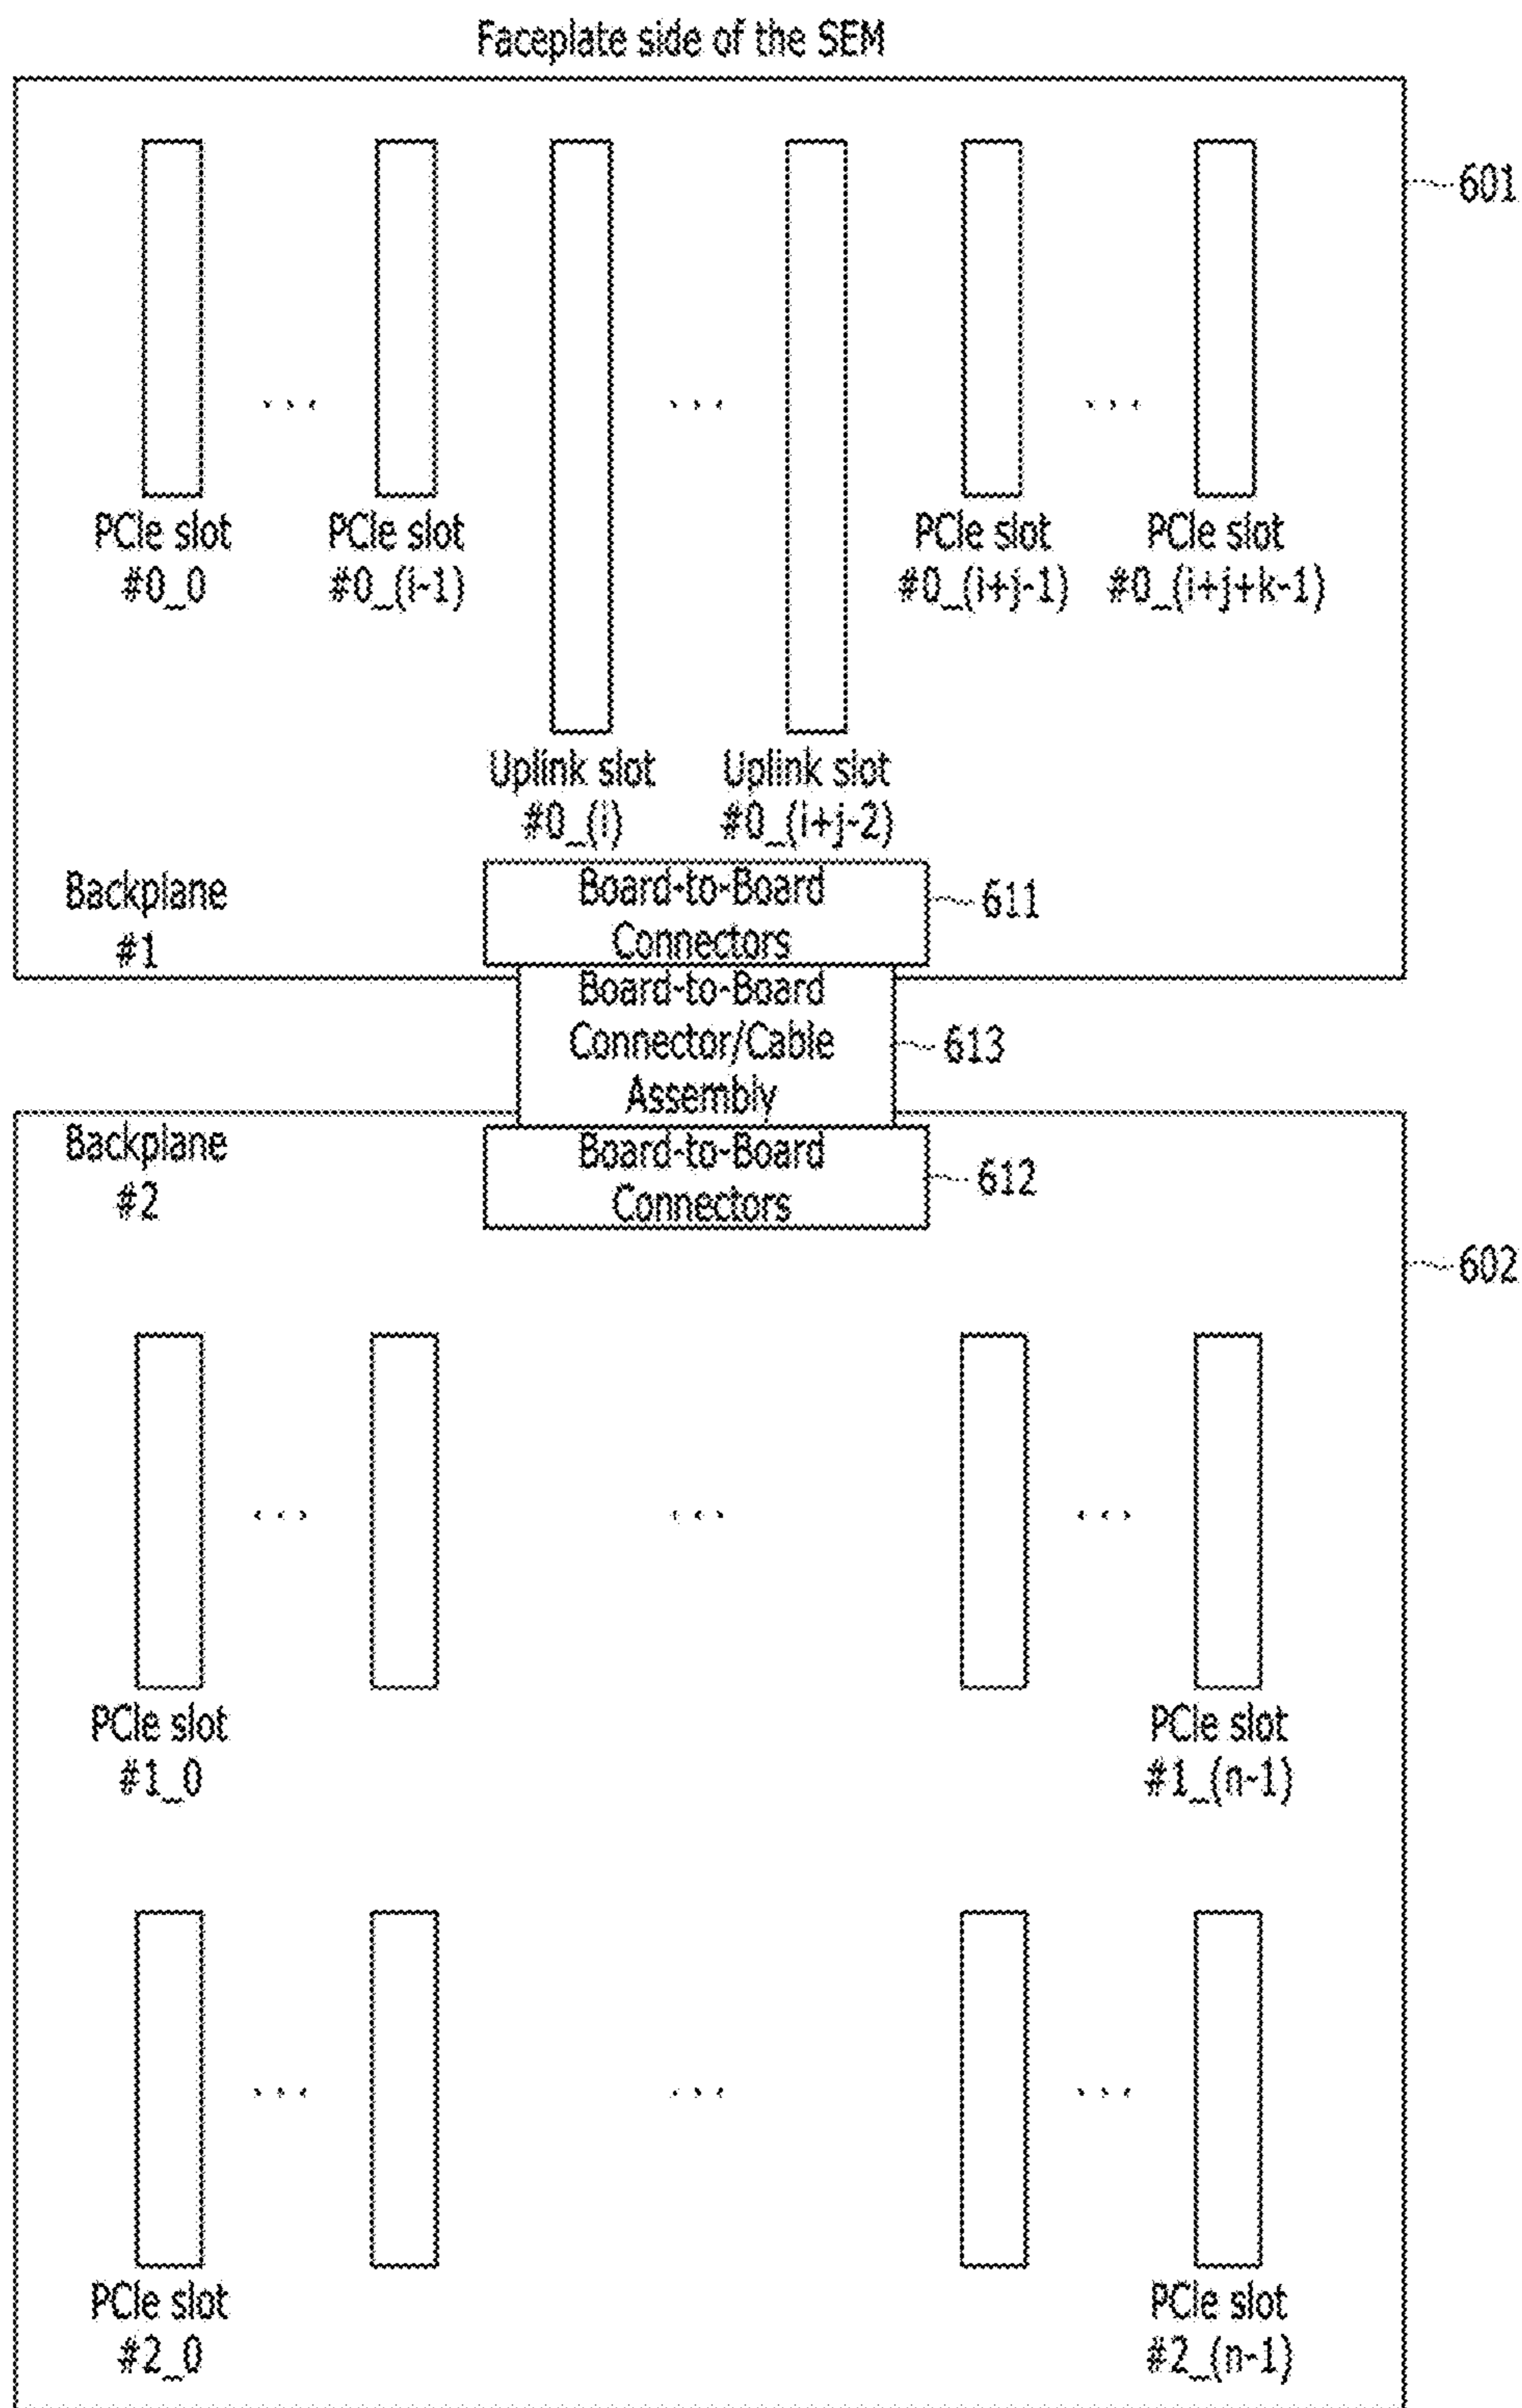 Faceplate side of the SEM
601
PCIe slot
#0_0
PCIe slot
#0_(i-1)
PCIe slot
#0_(i+j-1)
PCIe slot
#0_(i+j+k-1)
Uplink slot
#0_(i)
Uplink slot
#0_(i+j-2)
Backplane
#1
Board-to-Board
Connectors
611
Board-to-Board
Connector/Cable
Assembly
613
Backplane
#2
Board-to-Board
Connectors
612
602
PCIe slot
#1_0
PCIe slot
#1_(n-1)
PCIe slot
#2_0
PCIe slot
#2_(n-1)